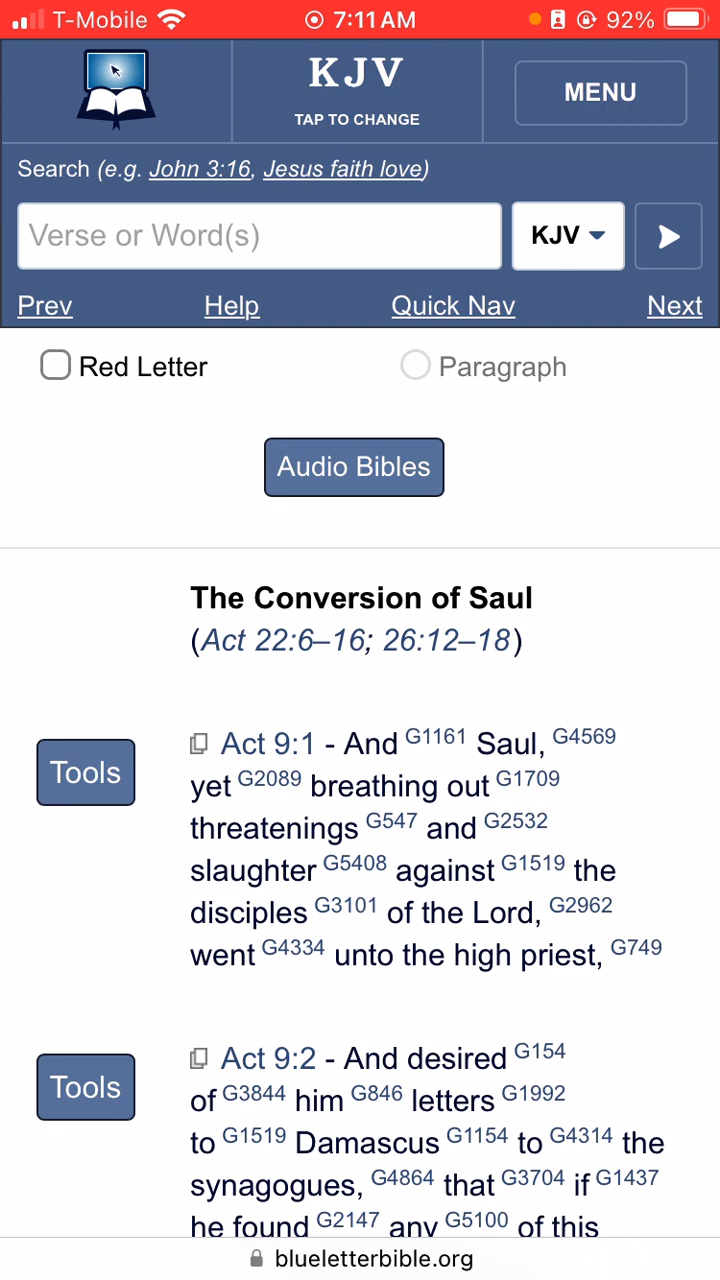 T-Mobile 7:11 AM 92%
KJV
TAP TO CHANGE
MENU
Search (e.g. John 3:16, Jesus faith love)
Verse or Word(s) KJV
Prev Help Quick Nav Next
Red Letter Paragraph
Audio Bibles
The Conversion of Saul
(Act 22:6–16; 26:12–18)
Tools
Act 9:1 - And G1161 Saul, G4569
yet G2089 breathing out G1709
threatenings G547 and G2532
slaughter G5408 against G1519 the
disciples G3101 of the Lord, G2962
went G4334 unto the high priest, G749
Tools
Act 9:2 - And desired G154
of G3844 him G846 letters G1992
to G1519 Damascus G1154 to G4314 the
synagogues, G4864 that G3704 if G1437
he found G2147 any G5100 of this
blueletterbible.org